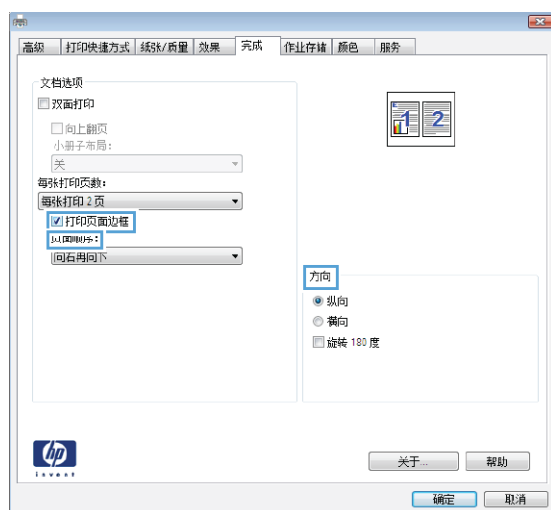 高级 打印快捷方式 纸张/质量 效果 完成 作业存储 颜色 服务
文档选项
双面打印
向上翻页
小册子布局:
关
每张打印页数:
每张打印 2 页
打印页面边框
页面顺序:
向右再向下
1 2
方向
纵向
横向
旋转 180 度
hp
invent
关于... 帮助
确定 取消